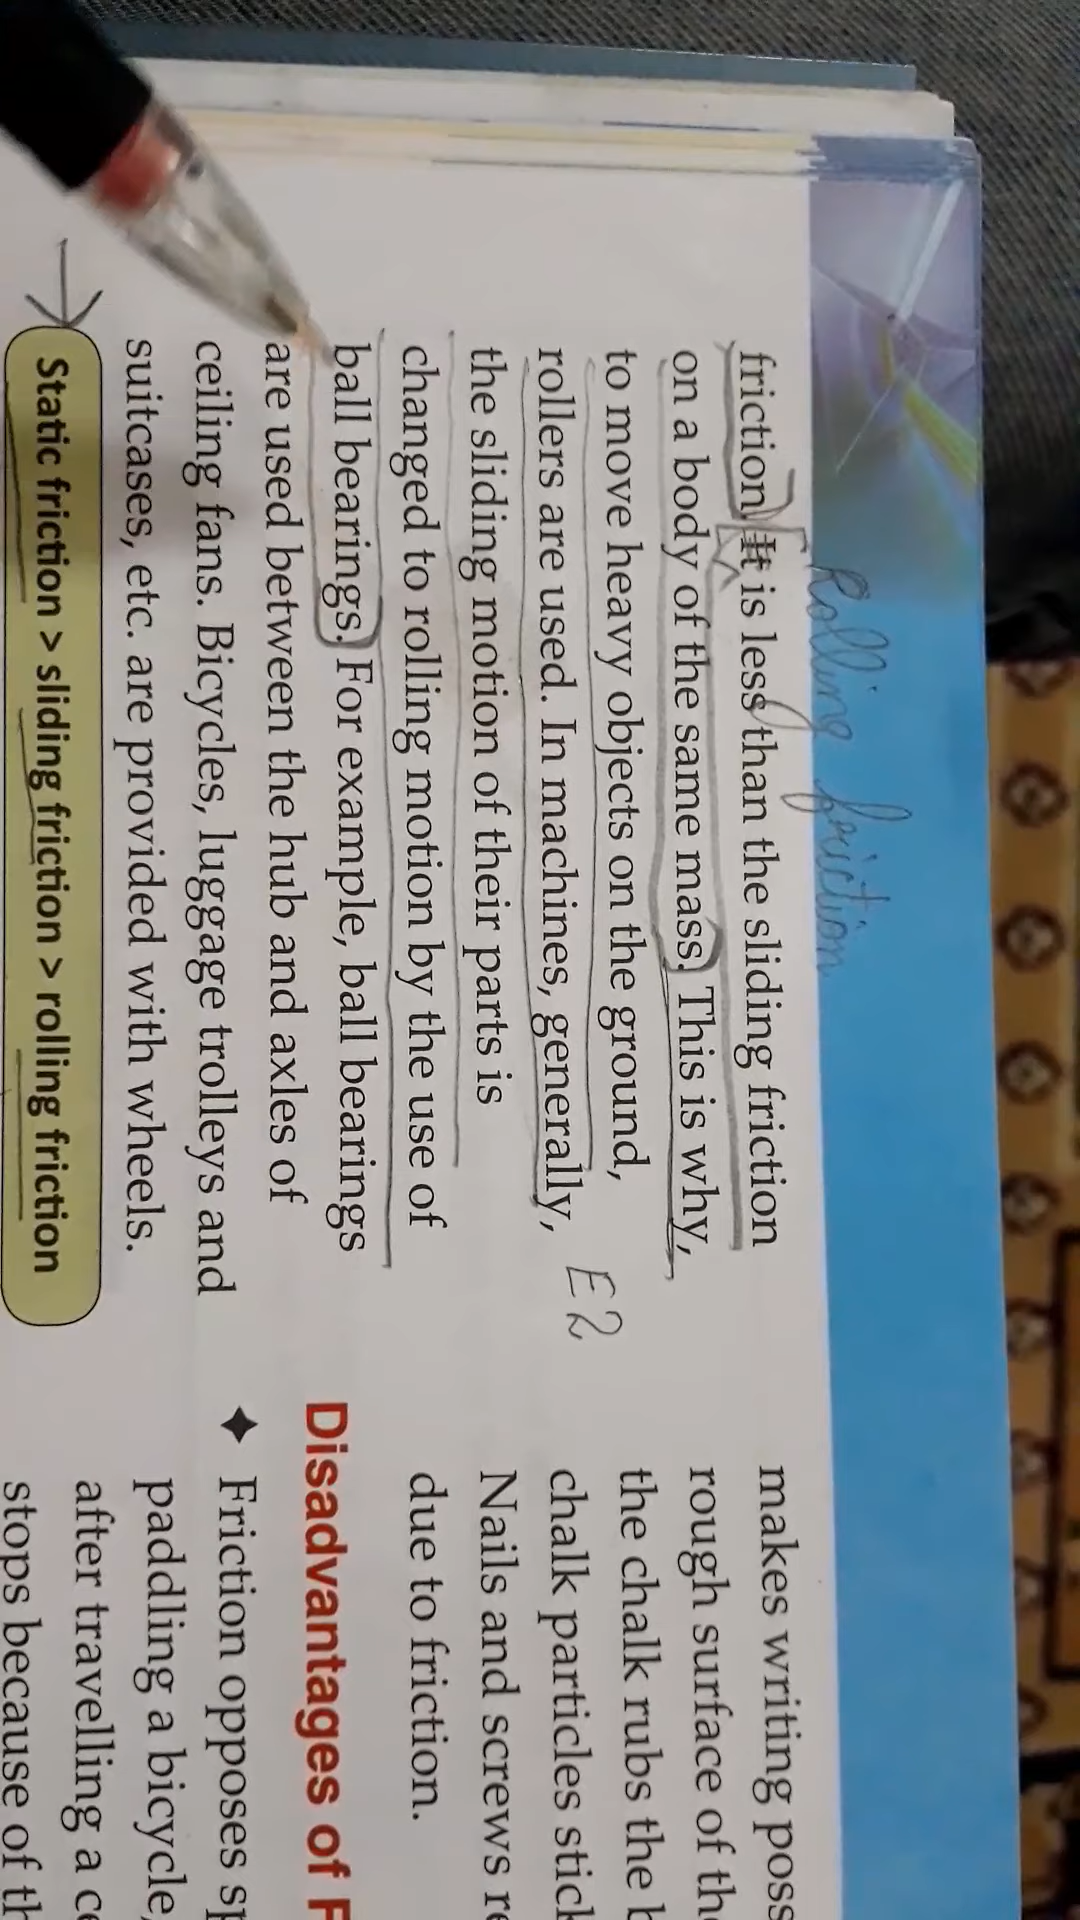 Rolling friction
friction. It is less than the sliding friction
on a body of the same mass. This is why,
to move heavy objects on the ground,
rollers are used. In machines, generally,
the sliding motion of their parts is
changed to rolling motion by the use of
ball bearings. For example, ball bearings
are used between the hub and axles of
ceiling fans. Bicycles, luggage trolleys and
suitcases, etc. are provided with wheels.
Static friction > sliding friction > rolling friction
E2
makes writing poss
rough surface of the
the chalk rubs the b
chalk particles stick
Nails and screws re
due to friction.
Disadvantages of F
✦ Friction opposes sp
paddling a bicycle,
after travelling a ce
stops because of th